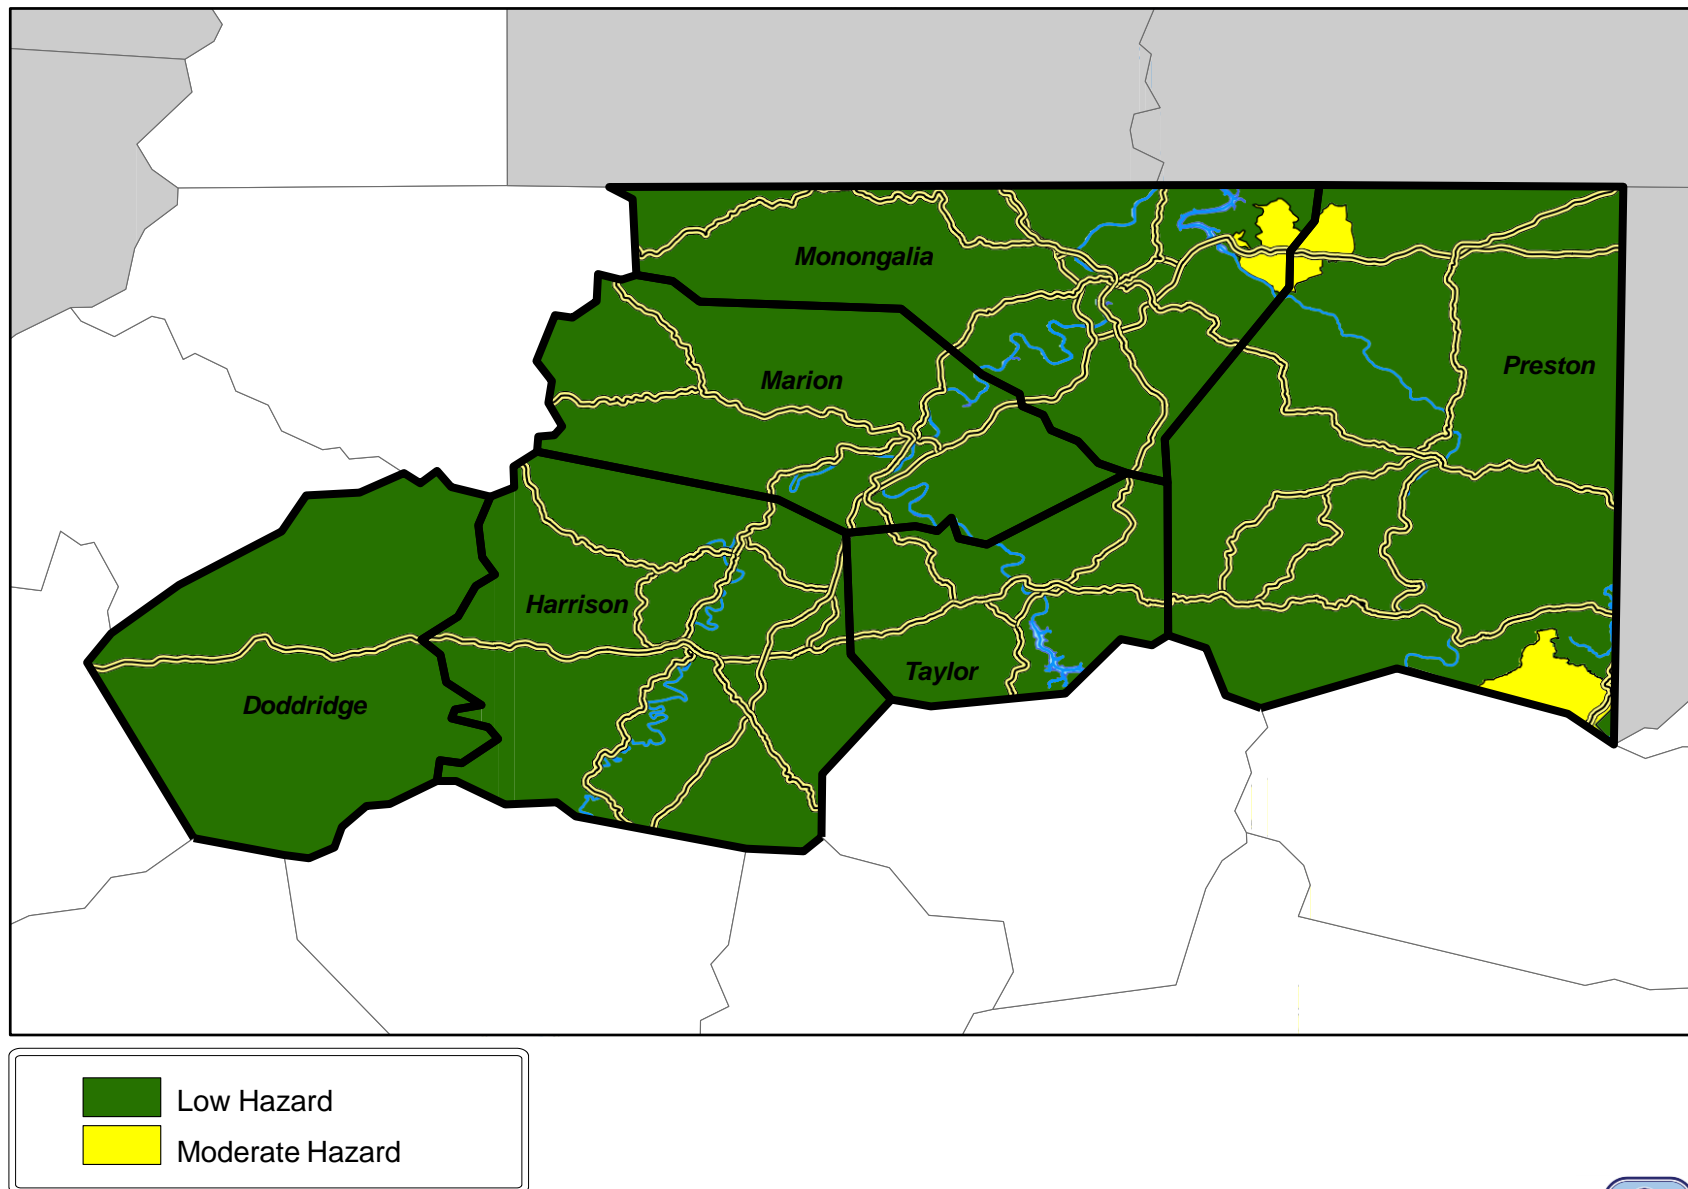 Monongalia
Marion
Preston
Harrison
Taylor
Doddridge
Low Hazard
Moderate Hazard